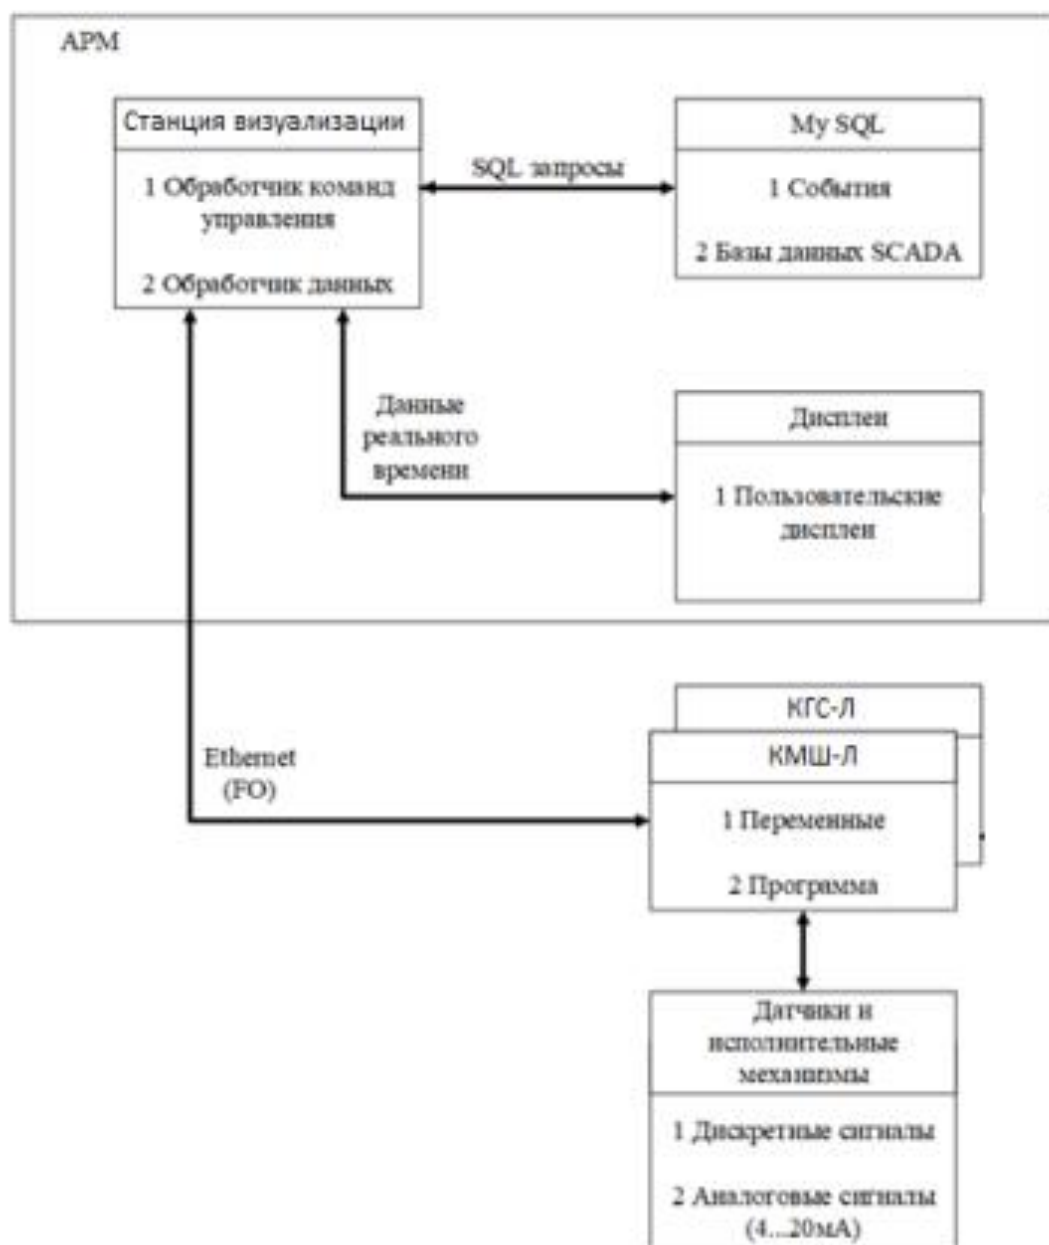 АРМ
Станция визуализации
1 Обработчик команд
управления
2 Обработчик данных
SQL запросы
My SQL
1 События
2 Базы данных SCADA
Данные
реального
времени
Дисплеи
1 Пользовательские
дисплеи
Ethernet
(FO)
КГС-Л
КМШ-Л
1 Переменные
2 Программа
Датчики и
исполнительные
механизмы
1 Дискретные сигналы
2 Аналоговые сигналы
(4...20мА)